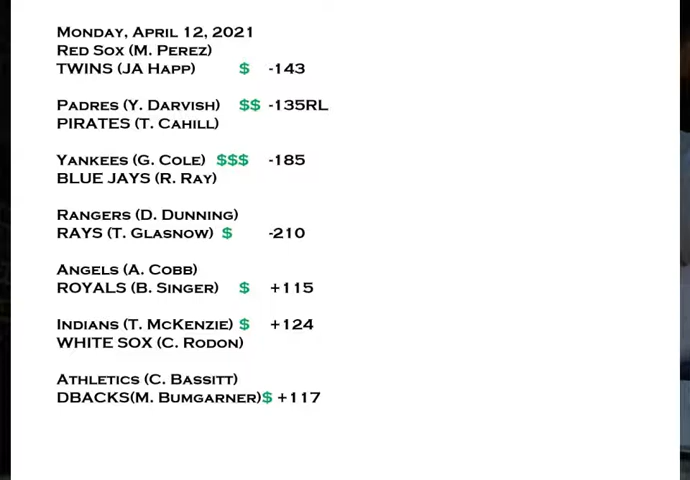 Monday, April 12, 2021
Red Sox (M. Perez)
TWINS (JA Happ) $ -143
Padres (Y. Darvish) $$ -135RL
PIRATES (T. Cahill)
Yankees (G. Cole) $$$ -185
BLUE JAYS (R. Ray)
Rangers (D. Dunning)
RAYS (T. Glasnow) $ -210
Angels (A. Cobb)
ROYALS (B. Singer) $ +115
Indians (T. McKenzie) $ +124
WHITE SOX (C. Rodon)
Athletics (C. Bassitt)
DBACKS(M. Bumgarner)$ +117